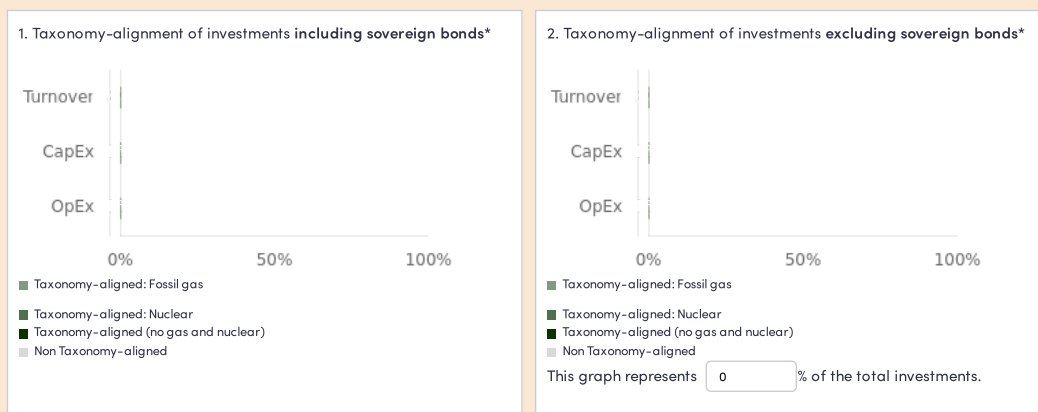 1. Taxonomy-alignment of investments including sovereign bonds*
Turnover
CapEx
OpEx
0% 50% 100%
Taxonomy-aligned: Fossil gas
Taxonomy-aligned: Nuclear
Taxonomy-aligned (no gas and nuclear)
Non Taxonomy-aligned
2. Taxonomy-alignment of investments excluding sovereign bonds*
Turnover
CapEx
OpEx
0% 50% 100%
Taxonomy-aligned: Fossil gas
Taxonomy-aligned: Nuclear
Taxonomy-aligned (no gas and nuclear)
Non Taxonomy-aligned
This graph represents 0 % of the total investments.